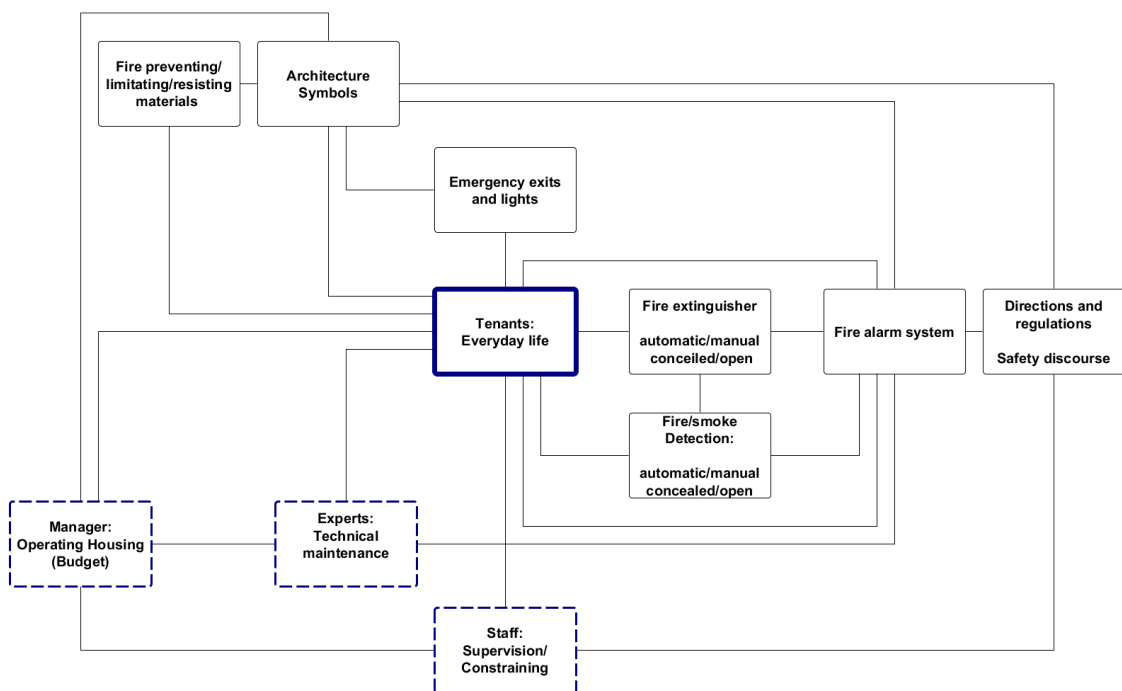 Fire preventing/
limitating/resisting
materials
Architecture
Symbols
Emergency exits
and lights
Tenants:
Everyday life
Fire extinguisher
automatic/manual
conceiled/open
Fire alarm system
Directions and
regulations
Safety discourse
Fire/smoke
Detection:
automatic/manual
concealed/open
Manager:
Operating Housing
(Budget)
Experts:
Technical
maintenance
Staff:
Supervision/
Constraining